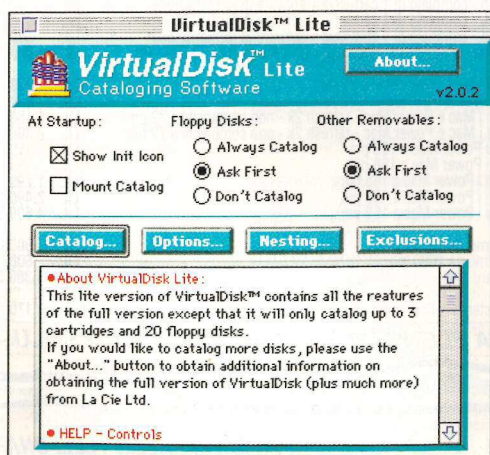 VirtualDisk™ Lite
VirtualDisk™ Lite
About...
Cataloging Software
v2.0.2
At Startup: Floppy Disks: Other Removables:
Show Init Icon Always Catalog Always Catalog
Mount Catalog Ask First Ask First
Don't Catalog Don't Catalog
Catalog... Options... Nesting... Exclusions...
•About VirtualDisk Lite:
This lite version of VirtualDisk™ contains all the reatures
of the full version except that it will only catalog up to 3
cartridges and 20 floppy disks.
If you would like to catalog more disks, please use the
"About..." button to obtain additional information on
obtaining the full version of VirtualDisk (plus much more)
from La Cie Ltd.
• HELP - Controls